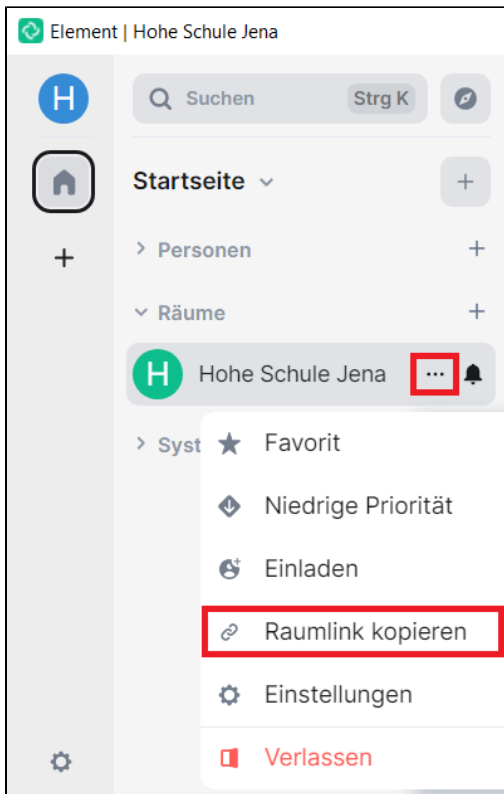 Element | Hohe Schule Jena
H
Suchen Strg K
Startseite
Personen
Räume
H Hohe Schule Jena
Syst
Favorit
Niedrige Priorität
Einladen
Raumlink kopieren
Einstellungen
Verlassen